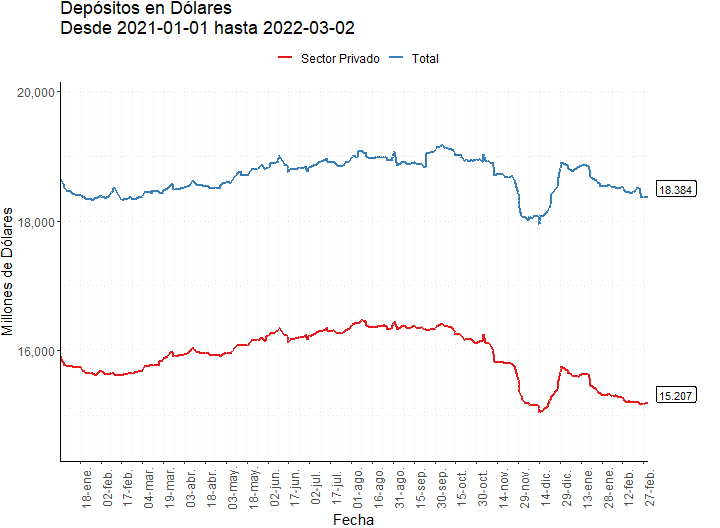 Depósitos en Dólares
Desde 2021-01-01 hasta 2022-03-02
Sector Privado
Total
Millones de Dólares
20,000
18,000
16,000
18.384
15.207
18-ene.
02-feb.
17-feb.
04-mar.
19-mar.
03-abr.
18-abr.
03-may.
18-may.
02-jun.
17-jun.
02-jul.
17-jul.
01-ago.
16-ago.
31-ago.
15-sep.
30-sep.
15-oct.
30-oct.
14-nov.
29-nov.
14-dic.
29-dic.
13-ene.
28-ene.
12-feb.
27-feb.
Fecha